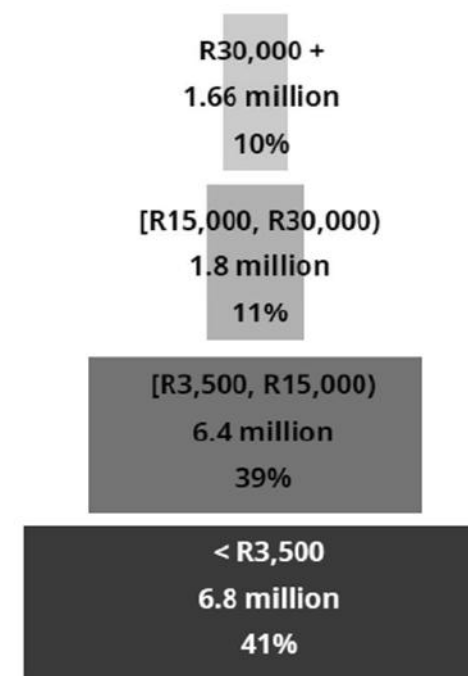 R30,000 +
1.66 million
10%
[R15,000, R30,000)
1.8 million
11%
[R3,500, R15,000)
6.4 million
39%
< R3,500
6.8 million
41%